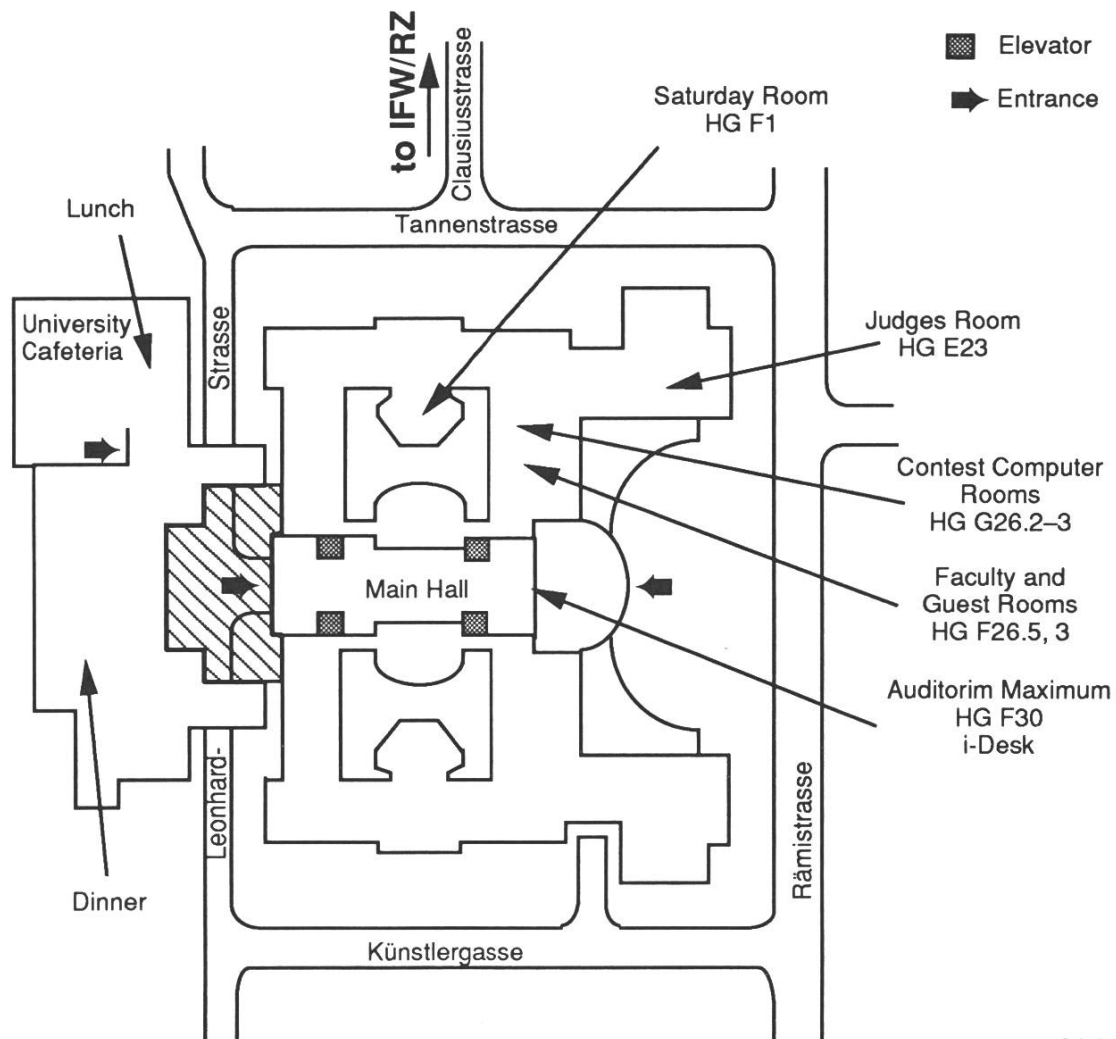 Elevator
Entrance
to IFW/RZ
Clausiusstrasse
Saturday Room
HG F1
Lunch
Tannenstrasse
University
Cafeteria
Strasse
Judges Room
HG E23
Contest Computer
Rooms
HG G26.2–3
Main Hall
Faculty and
Guest Rooms
HG F26.5, 3
Auditorim Maximum
HG F30
i-Desk
Leonhard-
Rämistrasse
Dinner
Künstlergasse